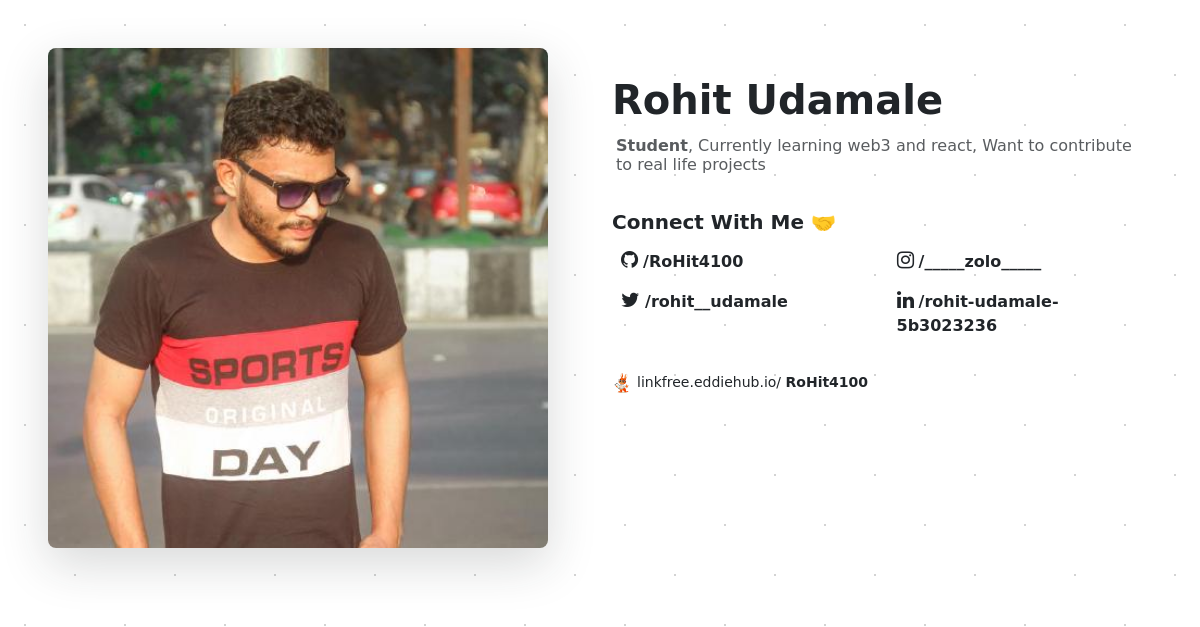 SPORTS
ORIGINAL
DAY
Rohit Udamale
Student, Currently learning web3 and react, Want to contribute
to real life projects
Connect With Me 🤝
/RoHit4100
/_____zolo_____
/rohit__udamale
/rohit-udamale-
5b3023236
linkfree.eddiehub.io/ RoHit4100